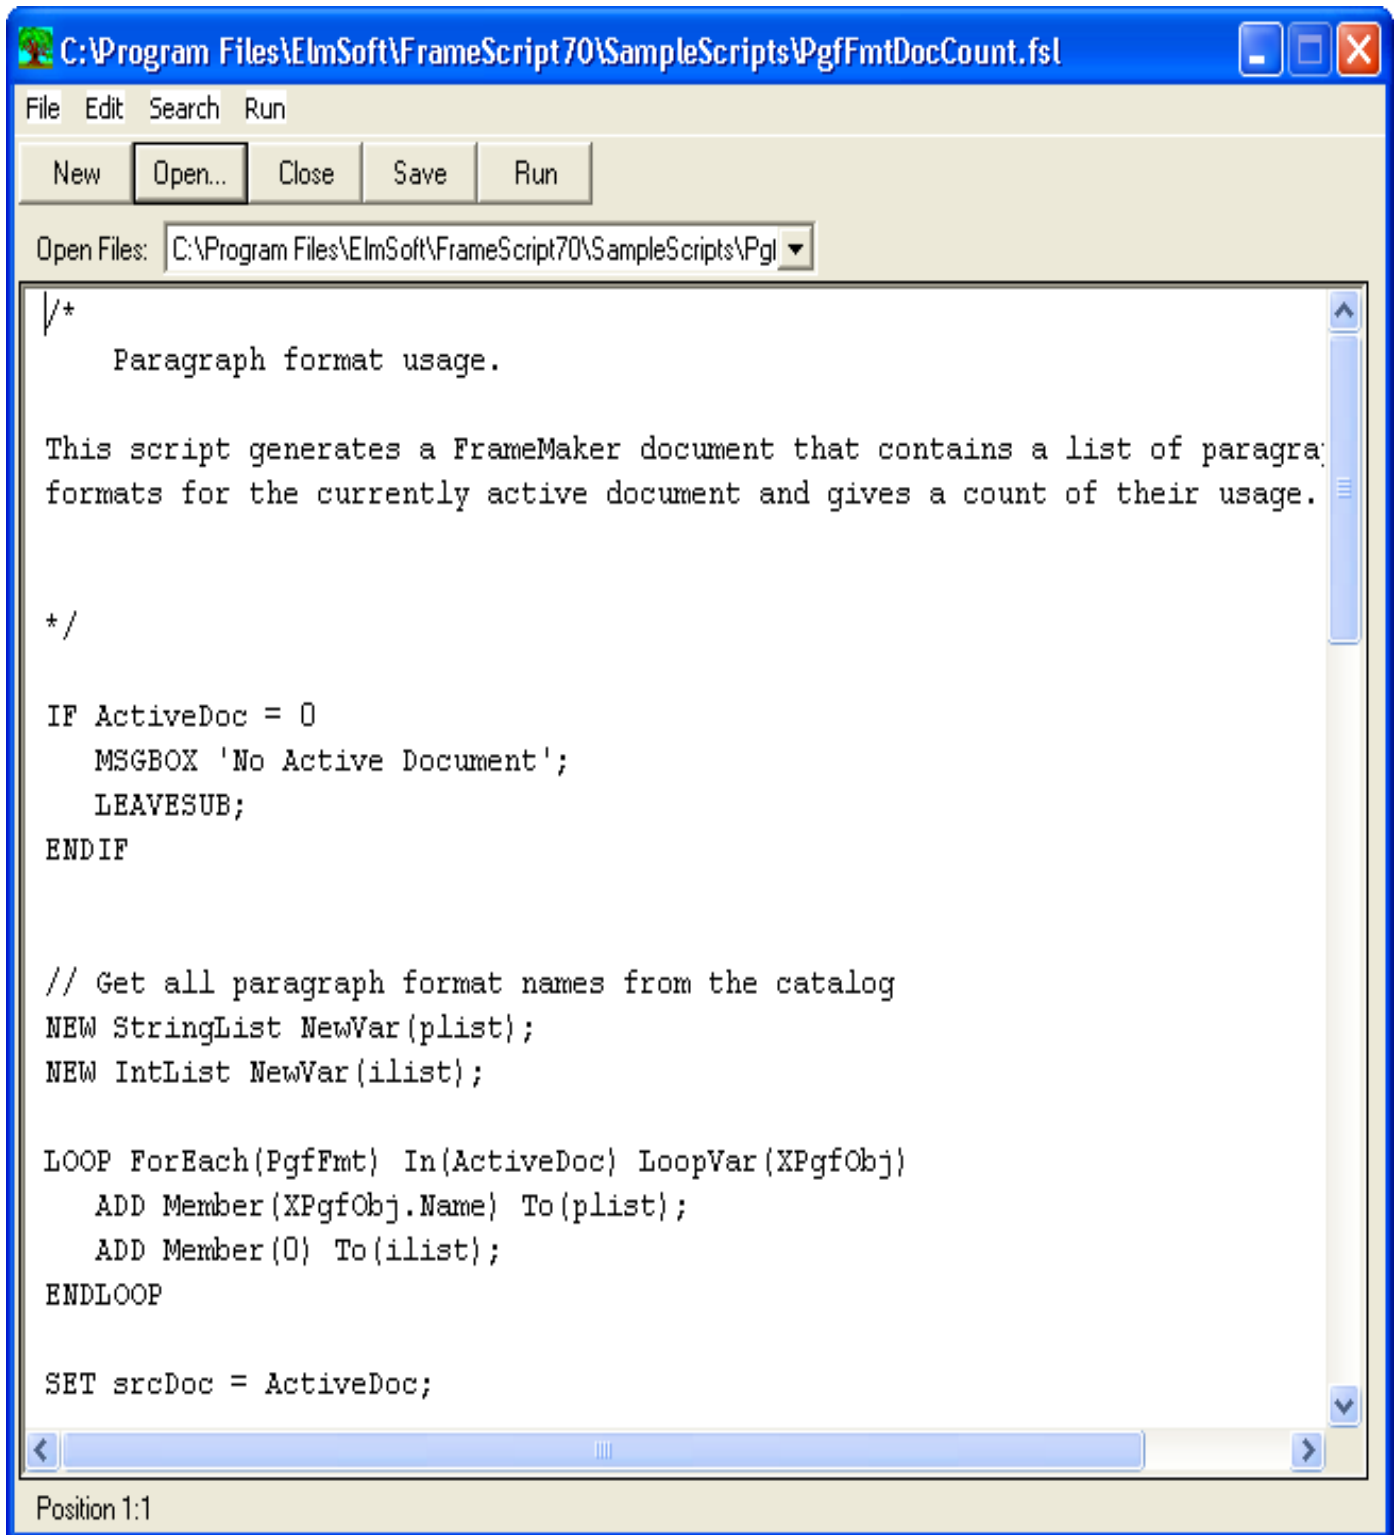 C:\Program Files\ElmSoft\FrameScript70\SampleScripts\PgfFmtDocCount.fsl
File Edit Search Run
New Open... Close Save Run
Open Files: C:\Program Files\ElmSoft\FrameScript70\SampleScripts\Pgf
/*
Paragraph format usage.
This script generates a FrameMaker document that contains a list of
formats for the currently active document and gives a count of their usage.
*/
IF ActiveDoc = 0
MSGBOX 'No Active Document';
LEAVESUB;
ENDIF
// Get all paragraph format names from the catalog
NEW StringList NewVar(plist);
NEW IntList NewVar(ilist);
LOOP ForEach(PgfFmt) In(ActiveDoc) LoopVar(XPgfObj)
ADD Member(XPgfObj.Name) To(plist);
ADD Member(0) To(ilist);
ENDLOOP
SET srcDoc = ActiveDoc;
Position 1:1